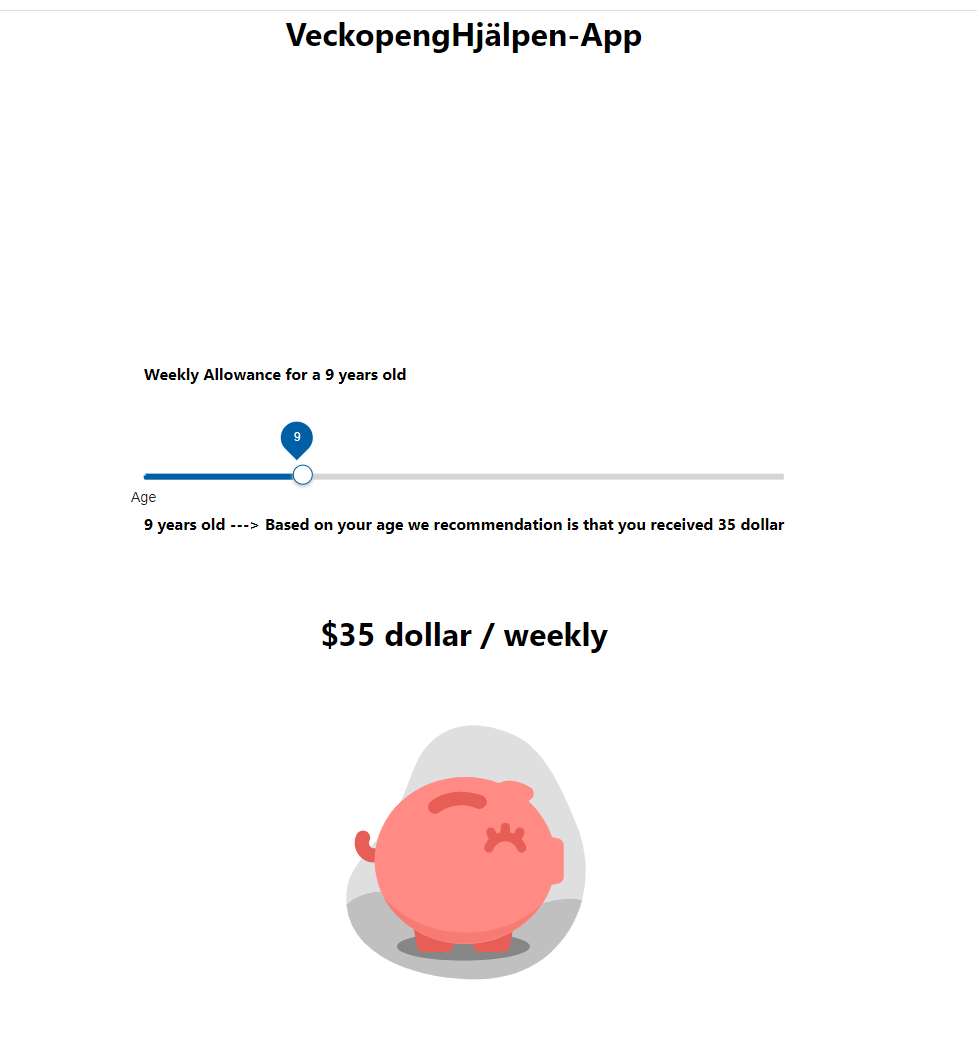 VeckopengHjälpen-App
Weekly Allowance for a 9 years old
9
Age
9 years old ---> Based on your age we recommendation is that you received 35 dollar
$35 dollar / weekly